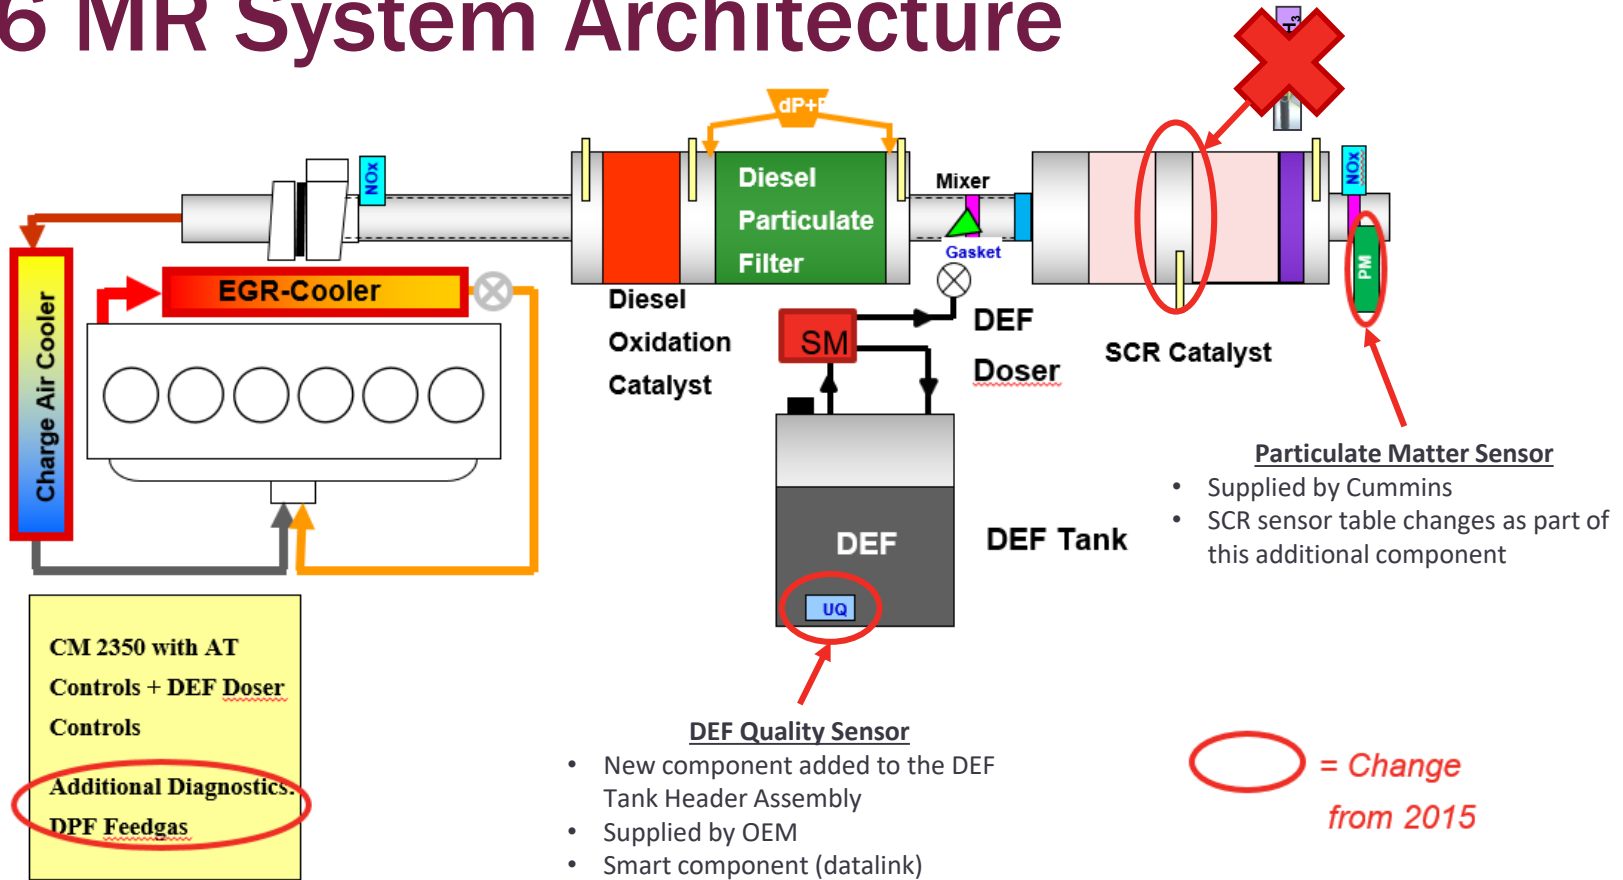 6 MR System Architecture
H3
dP+P
NOx
Diesel
Particulate
Filter
Mixer
Gasket
NOx
PM
EGR-Cooler
Charge Air Cooler
Diesel
Oxidation
Catalyst
SM
DEF
Doser
SCR Catalyst
DEF
UQ
DEF Tank
Particulate Matter Sensor
• Supplied by Cummins
• SCR sensor table changes as part of
this additional component
CM 2350 with AT
Controls + DEF Doser
Controls
Additional Diagnostics:
DPF Feedgas
DEF Quality Sensor
• New component added to the DEF
Tank Header Assembly
• Supplied by OEM
• Smart component (datalink)
= Change
from 2015